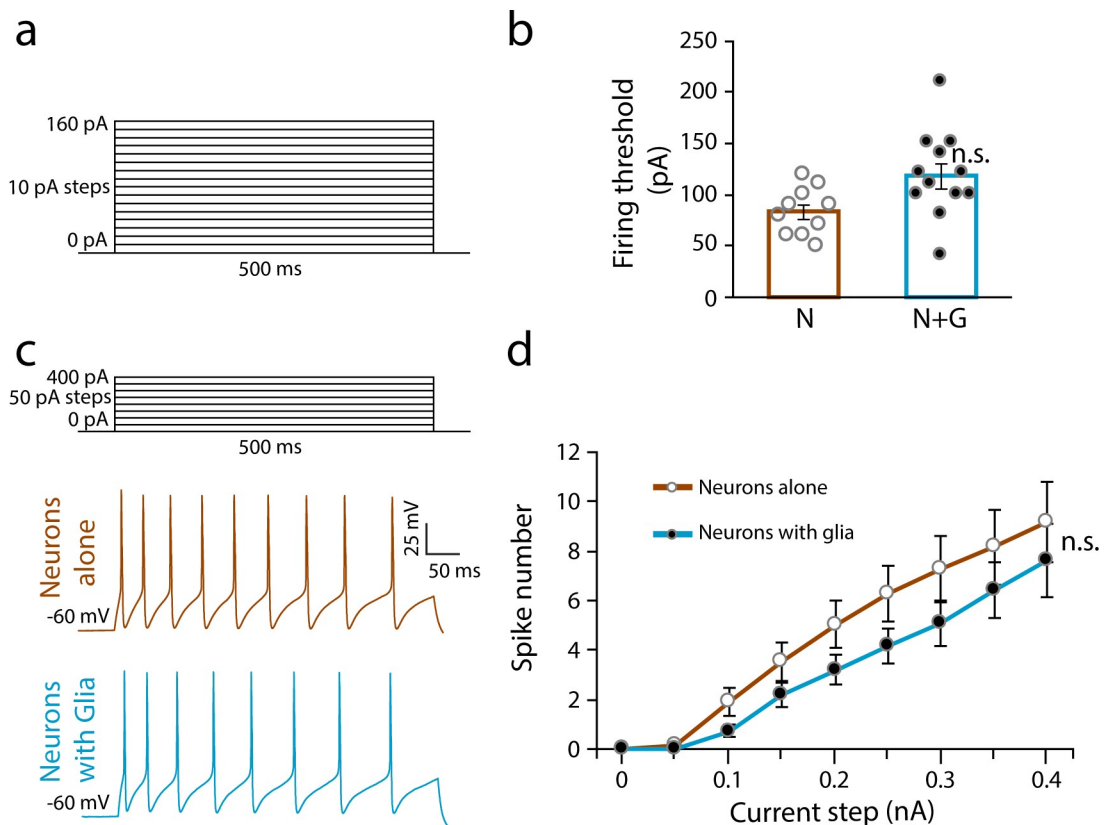 a
160 pA
10 pA steps
0 pA
500 ms
b
Firing threshold
(pA)
250
200
150
100
50
0
n.s.
N
N+G
c
400 pA
50 pA steps
0 pA
500 ms
Neurons
alone
-60 mV
25 mV
50 ms
Neurons
with Glia
-60 mV
d
Spike number
12
10
8
6
4
2
0
Neurons alone
Neurons with glia
n.s.
0
0.1
0.2
0.3
0.4
Current step (nA)